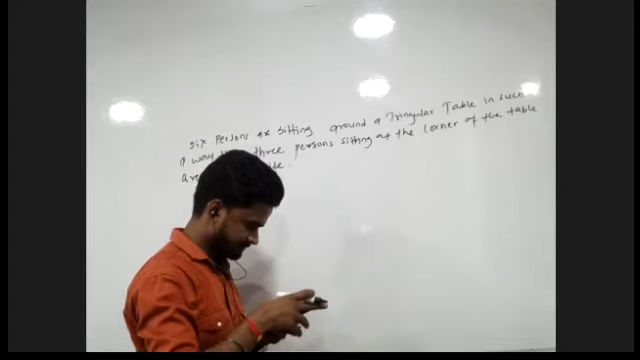 six persons are sitting around a Triangular Table in such
a way three persons sitting at the corner of the table
are